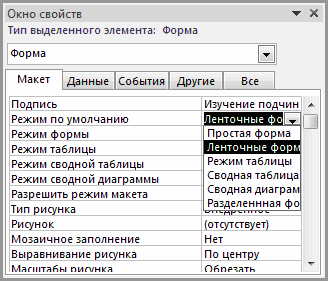 Окно свойств
Тип выделенного элемента: Форма
Форма
Макет Данные События Другие Все
Подпись Изучение подчин
Режим по умолчанию Ленточные фо
Режим формы Простая форма
Режим таблицы Ленточные форм
Режим сводной таблицы Режим таблицы
Режим сводной диаграммы Сводная таблица
Разрешить режим макета Сводная диаграм
Тип рисунка Разделеннная фо
Внедренное
Рисунок (отсутствует)
Мозаичное заполнение Нет
Выравнивание рисунка По центру
Масштабы рисунка Обрезать